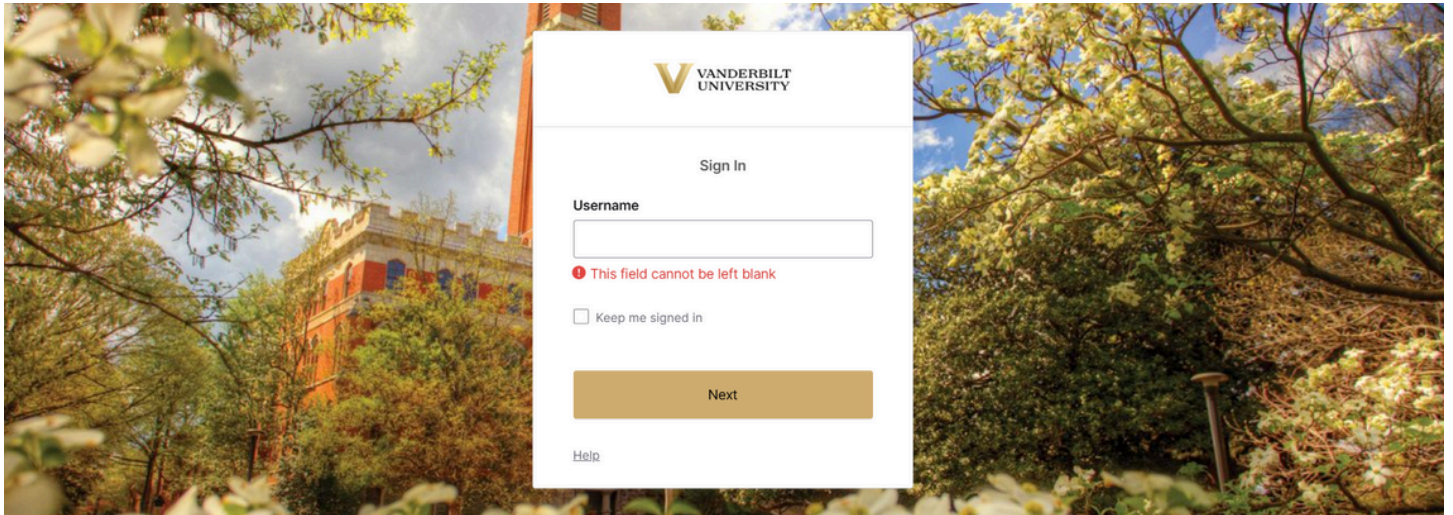 VANDERBILT
UNIVERSITY
Sign In
Username
This field cannot be left blank
Keep me signed in
Next
Help